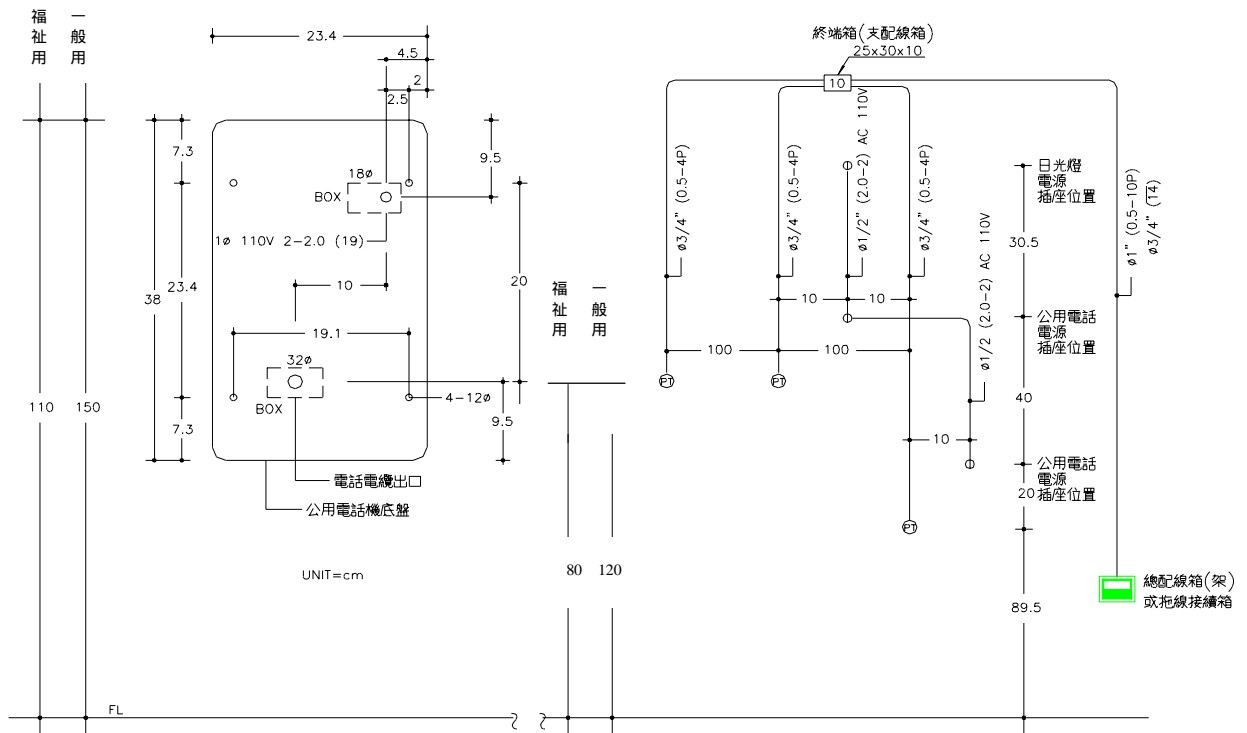 福祉用
一般用
23.4
4.5
2
2.5
7.3
9.5
18ø
BOX
1ø 110V 2-2.0 (19)
38
23.4
20
10
19.1
32ø
BOX
4-12ø
110
150
7.3
9.5
電話電纜出口
公用電話機底盤
UNIT=cm
FL
福祉用
一般用
80
120
終端箱(支配線箱)
25x30x10
10
ø3/4" (0.5-4P)
ø3/4" (0.5-4P)
ø1/2" (2.0-2) AC 110V
ø3/4" (0.5-4P)
ø1/2 (2.0-2) AC 110V
ø1" (0.5-10P)
ø3/4" (14)
10
10
100
100
PT
PT
10
PT
日光燈
電源
插座位置
30.5
公用電話
電源
插座位置
40
公用電話
電源
插座位置
20
89.5
總配線箱(架)
或拖線接續箱